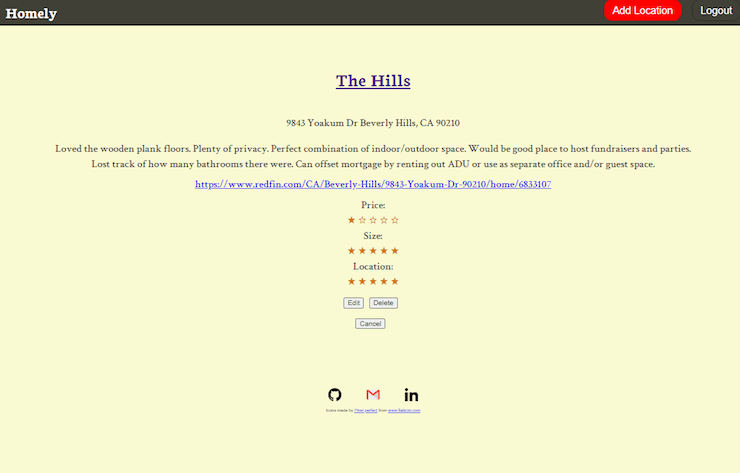 Homely
Add Location
Logout
The Hills
9843 Yoakum Dr Beverly Hills, CA 90210
Loved the wooden plank floors. Plenty of privacy. Perfect combination of indoor/outdoor space. Would be good place to host fundraisers and parties.
Lost track of how many bathrooms there were. Can offset mortgage by renting out ADU or use as separate office and/or guest space.
https://www.redfin.com/CA/Beverly-Hills/9843-Yoakum-Dr-90210/home/6833107
Price:
★ ☆ ☆ ☆ ☆
Size:
★ ★ ★ ★ ★
Location:
★ ★ ★ ★ ★
Edit Delete
Cancel
in
Icons made by Pixel perfect from www.flaticon.com